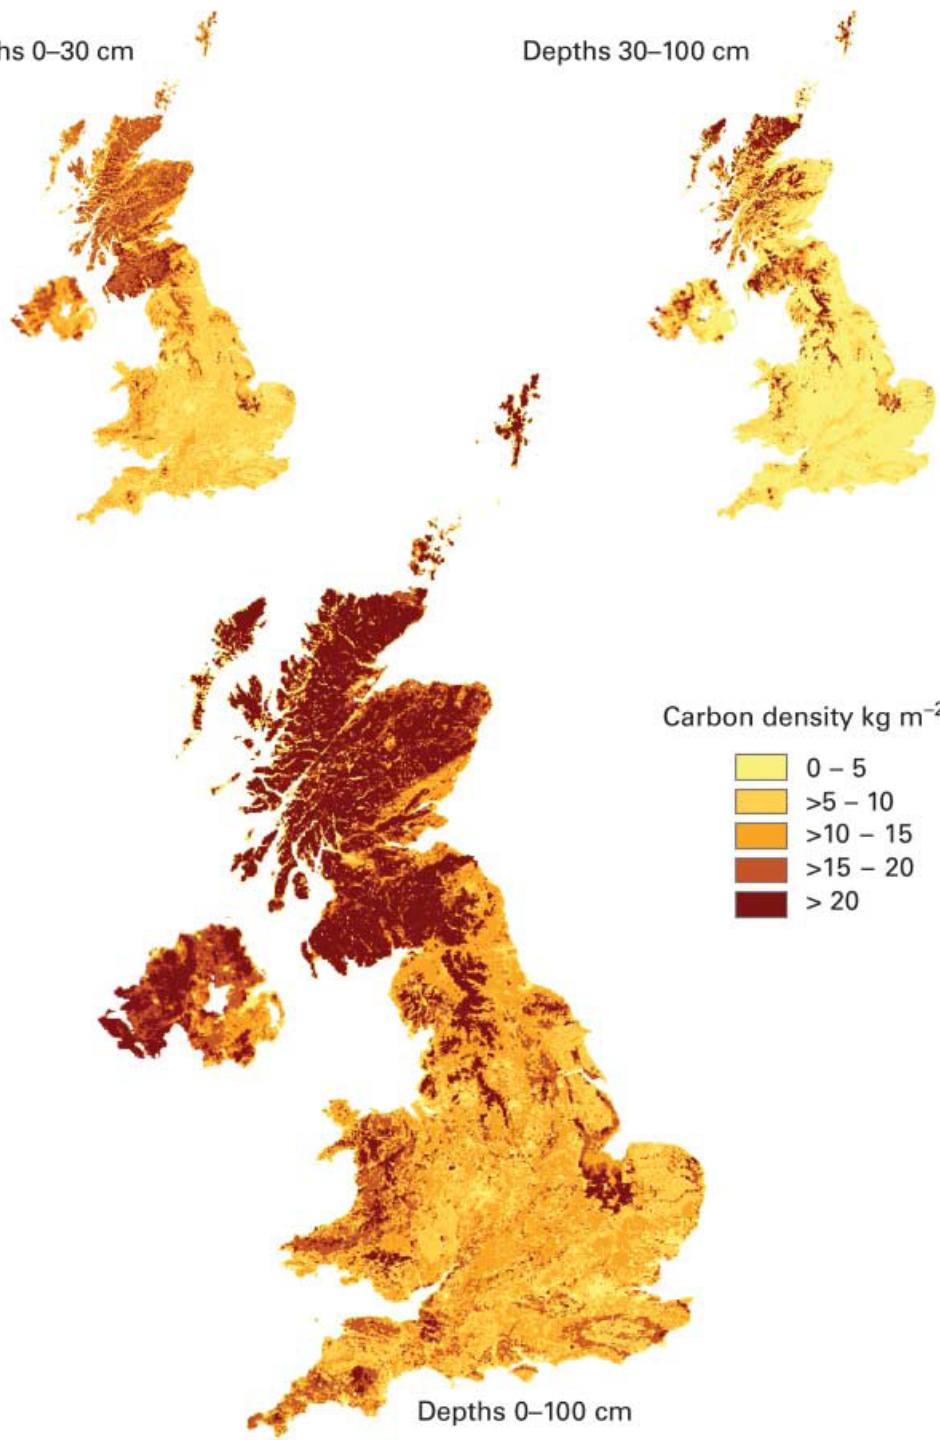 hs 0–30 cm
Depths 30–100 cm
Carbon density kg m⁻²
0 – 5
>5 – 10
>10 – 15
>15 – 20
> 20
Depths 0–100 cm